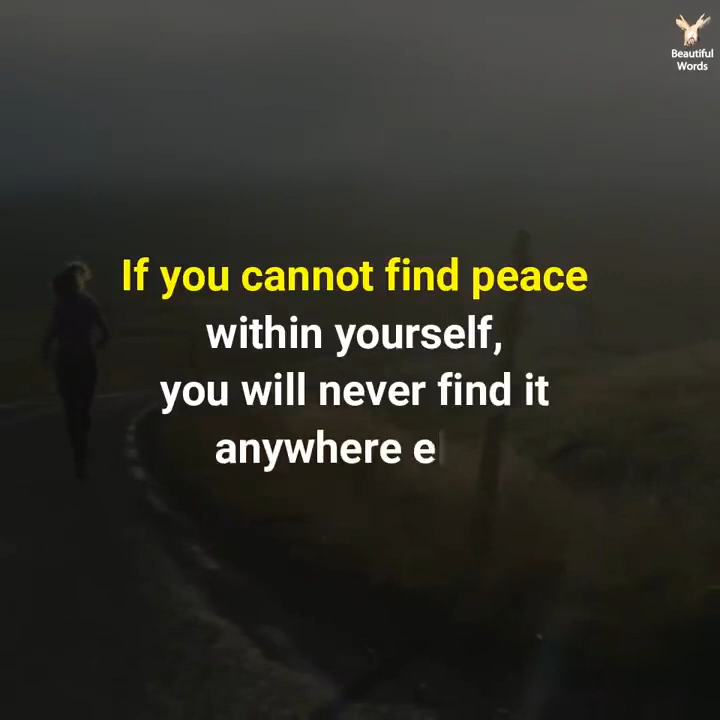 Beautiful
Words
If you cannot find peace
within yourself,
you will never find it
anywhere e